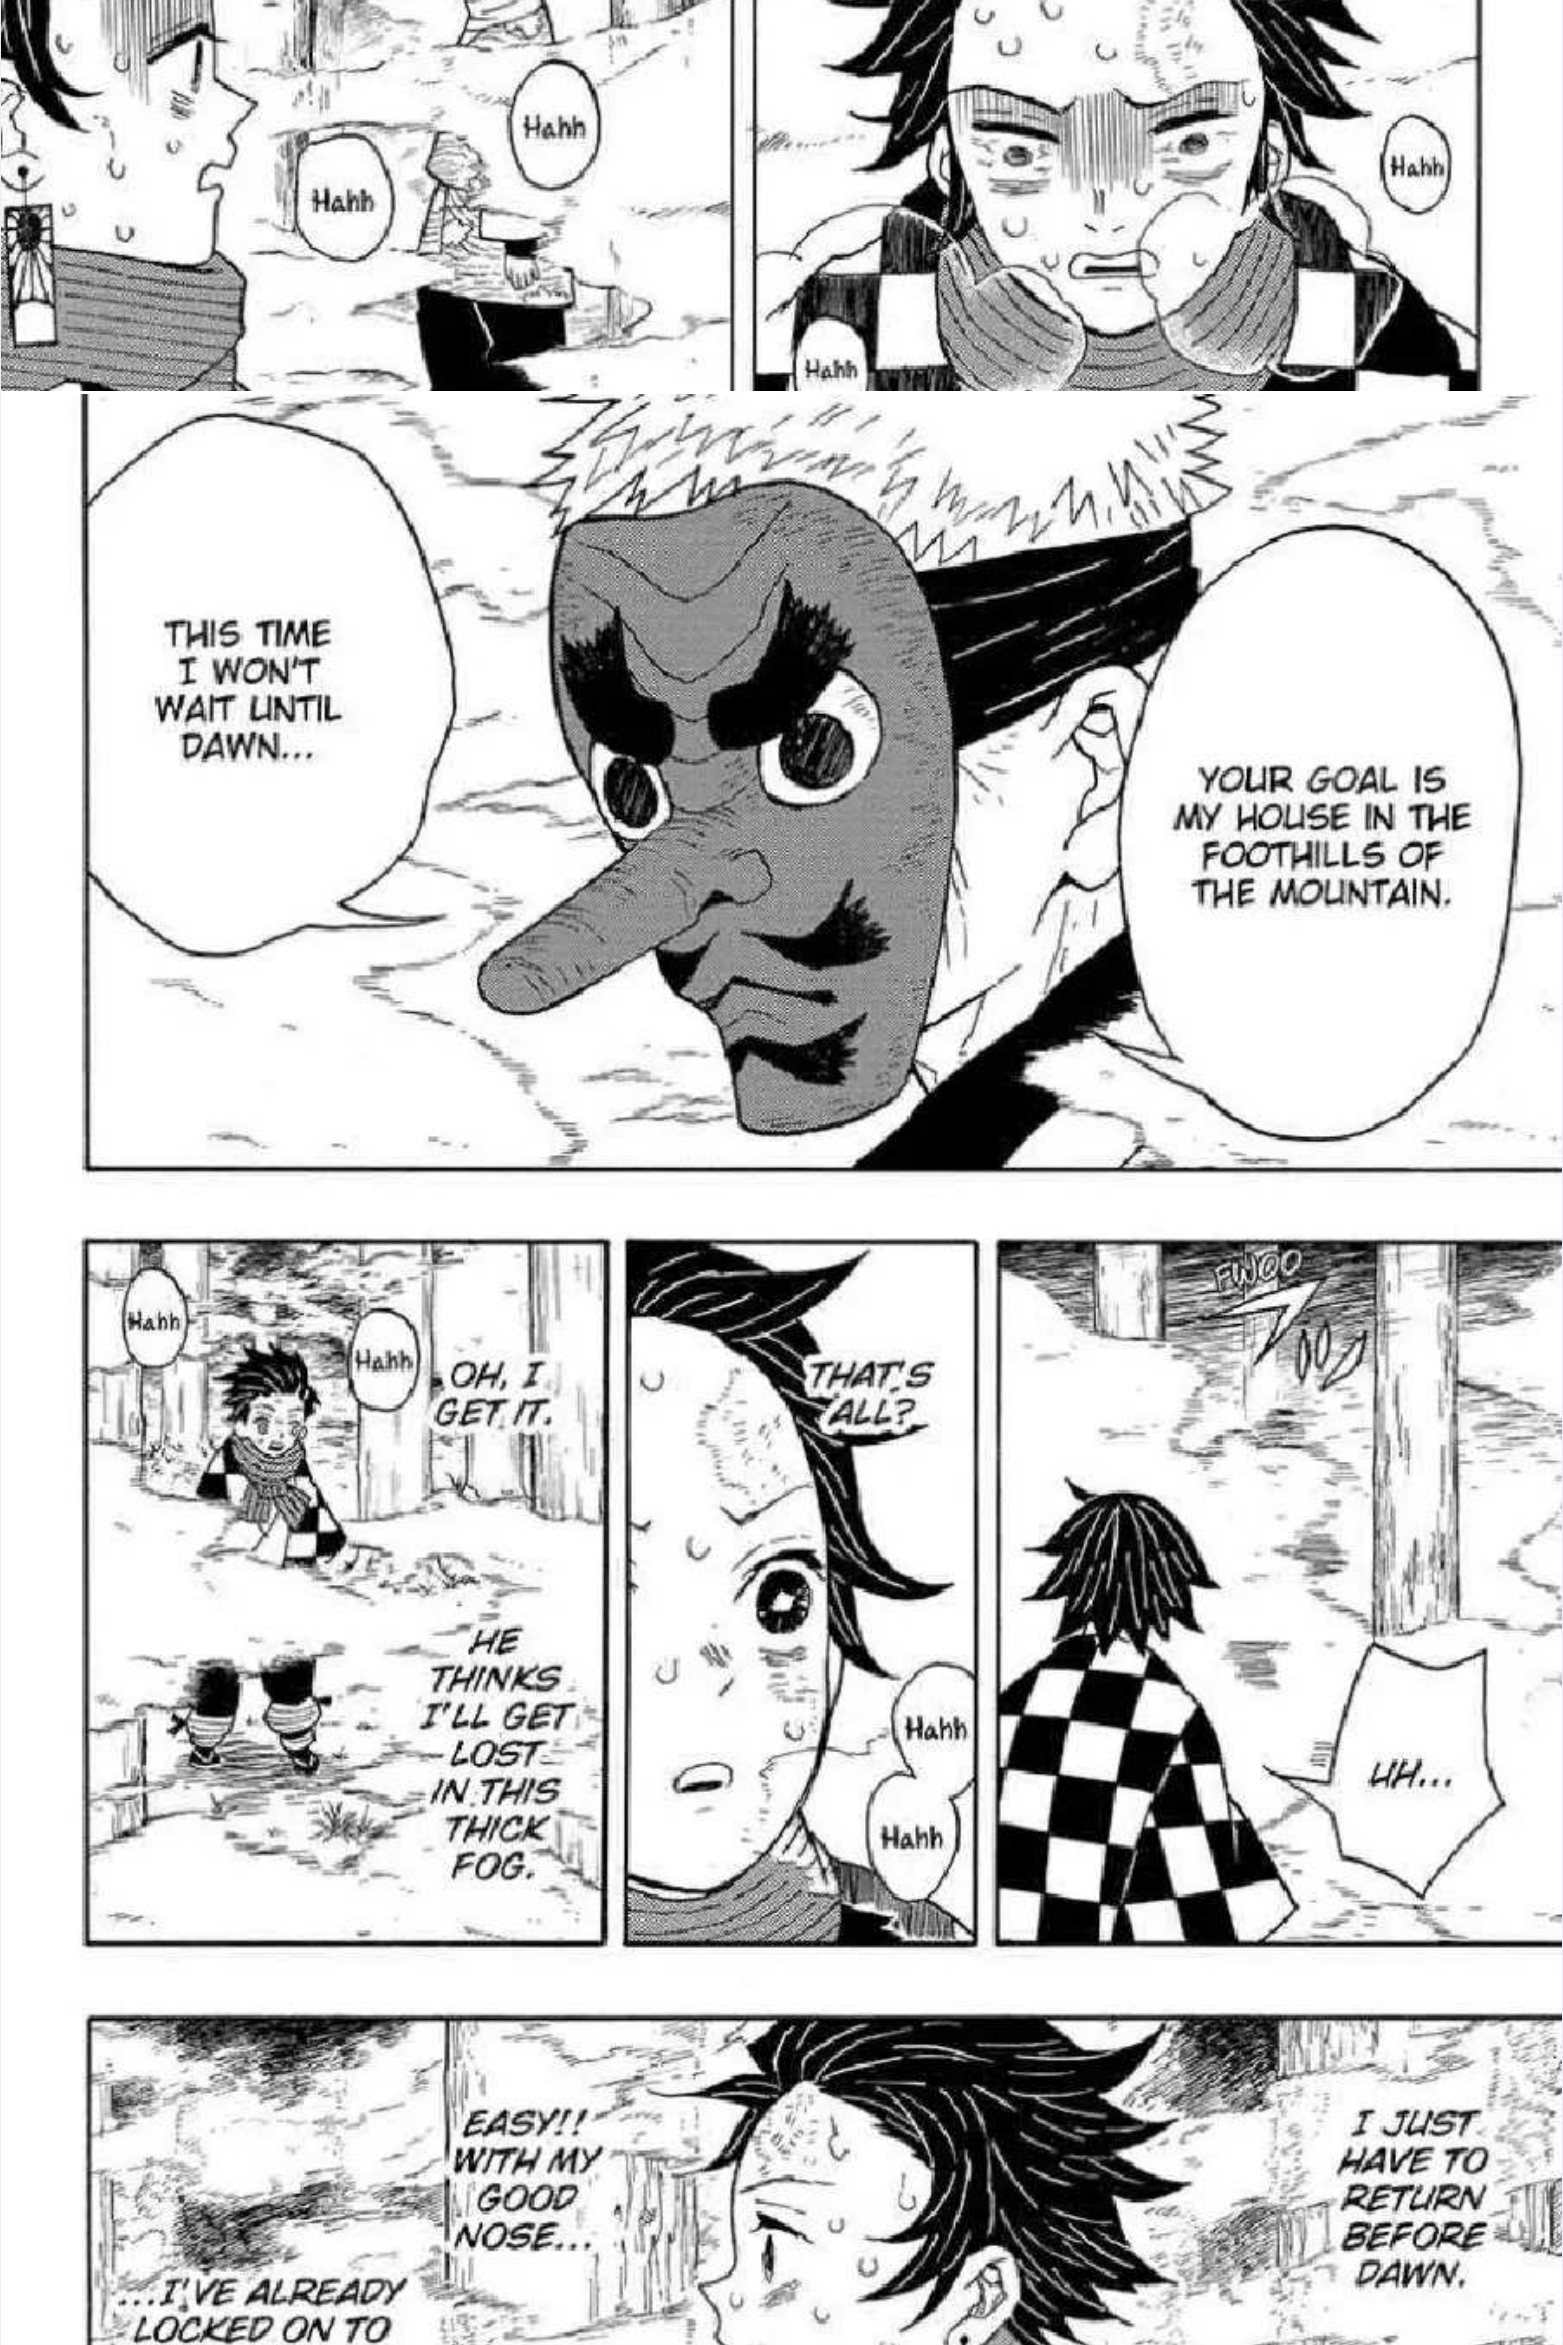 Hahh
Hahh
Hahh
Hahh
YOUR GOAL IS
MY HOUSE IN THE
FOOTHILLS OF
THE MOUNTAIN.
THIS TIME
I WON'T
WAIT UNTIL
DAWN...
FWOO
UH...
THAT'S
ALL?
Hahh
Hahh
Hahh
Hahh
OH, I
GET IT.
HE
THINKS
I'LL GET
LOST
IN THIS
THICK
FOG.
I JUST
HAVE TO
RETURN
BEFORE
DAWN.
EASY!!
WITH MY
GOOD
NOSE...
...I'VE ALREADY
LOCKED ON TO